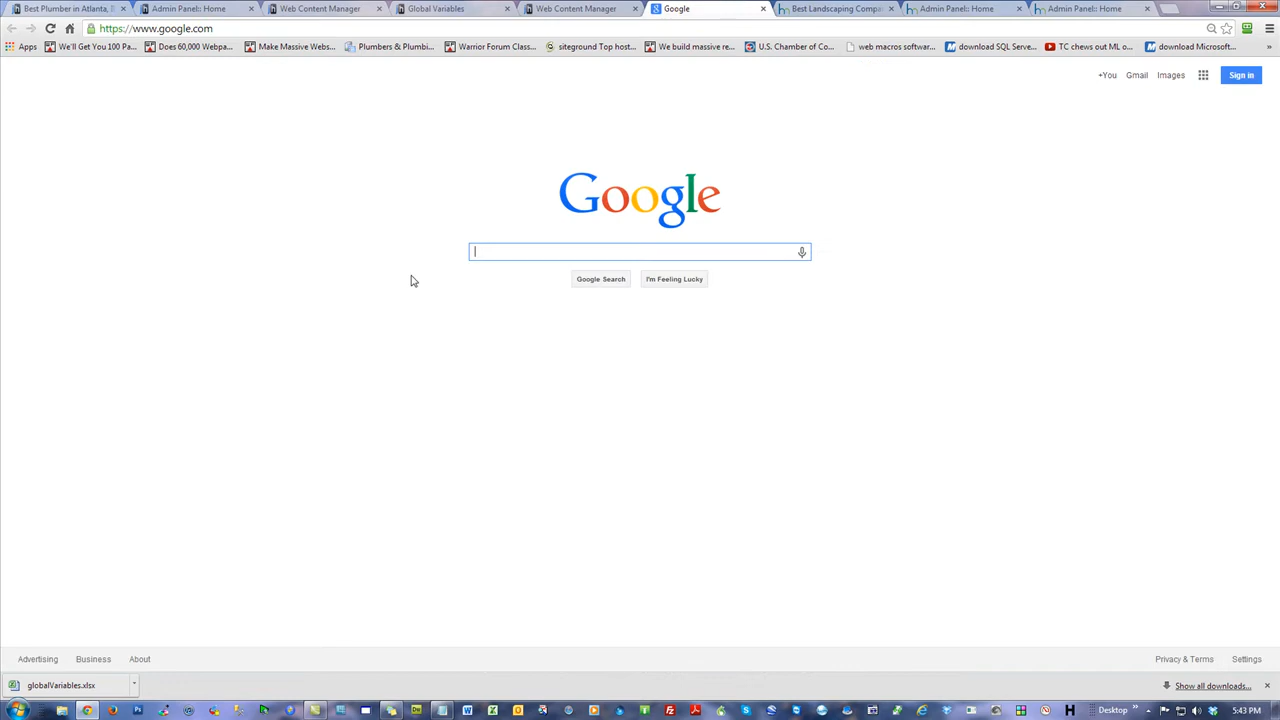 Best Plumber in Atlanta, B
Admin Panel:: Home
Web Content Manager
Global Variables
Web Content Manager
Google
Best Landscaping Compa
Admin Panel:: Home
Admin Panel:: Home
https://www.google.com
Apps
We'll Get You 100 Pa...
Does 60,000 Webpa...
Make Massive Webs...
Plumbers & Plumbi...
Warrior Forum Class...
siteground Top host...
We build massive re...
U.S. Chamber of Co...
web macros softwar...
download SQL Serve...
TC chews out ML o...
download Microsoft...
»
+You
Gmail
Images
Sign in
Google
Google Search
I'm Feeling Lucky
Advertising
Business
About
Privacy & Terms
Settings
globalVariables.xlsx
Show all downloads...
Desktop
»
5:43 PM